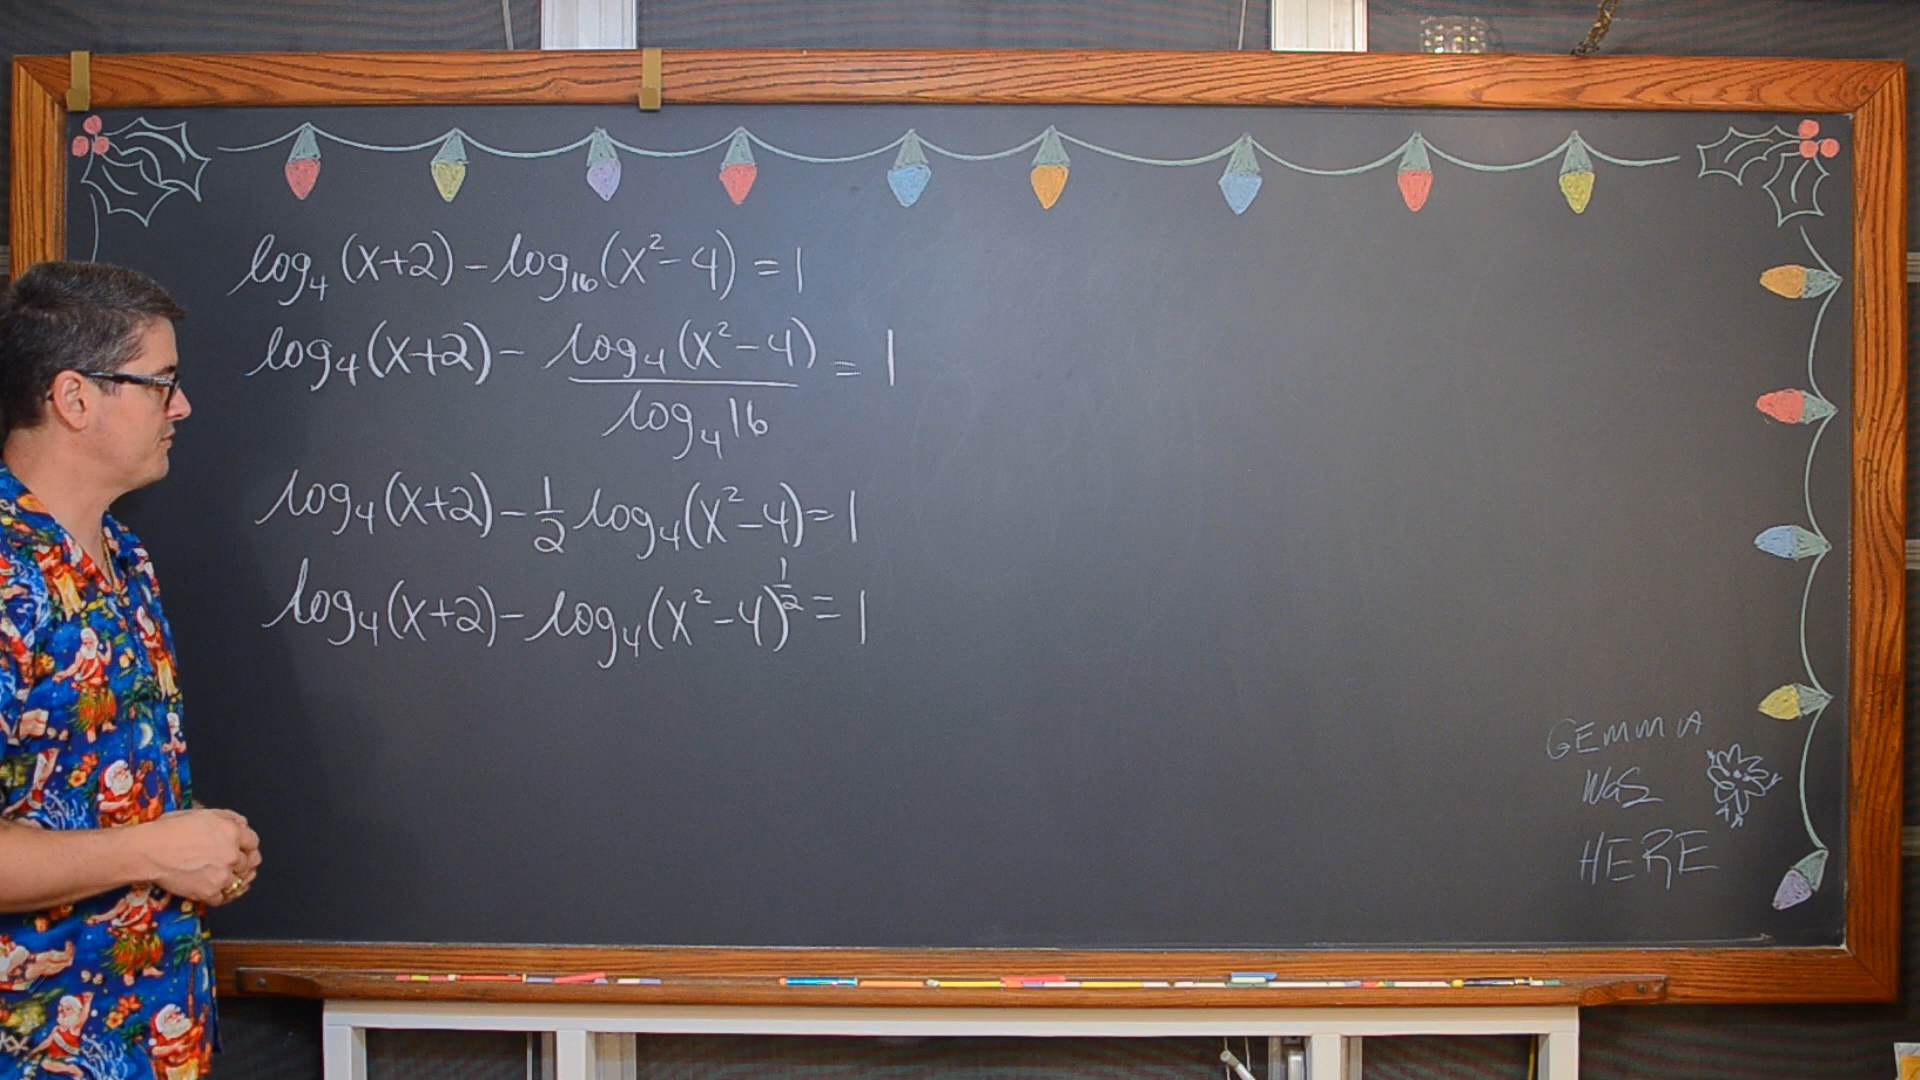 log₄(x+2)-log₁₆(x²-4)=1
log₄(x+2)- log₄(x²-4)/log₄16 = 1
log₄(x+2)-1/2 log₄(x²-4)=1
log₄(x+2)-log₄(x²-4)^(1/2)=1
GEMMA
WaS
HERE